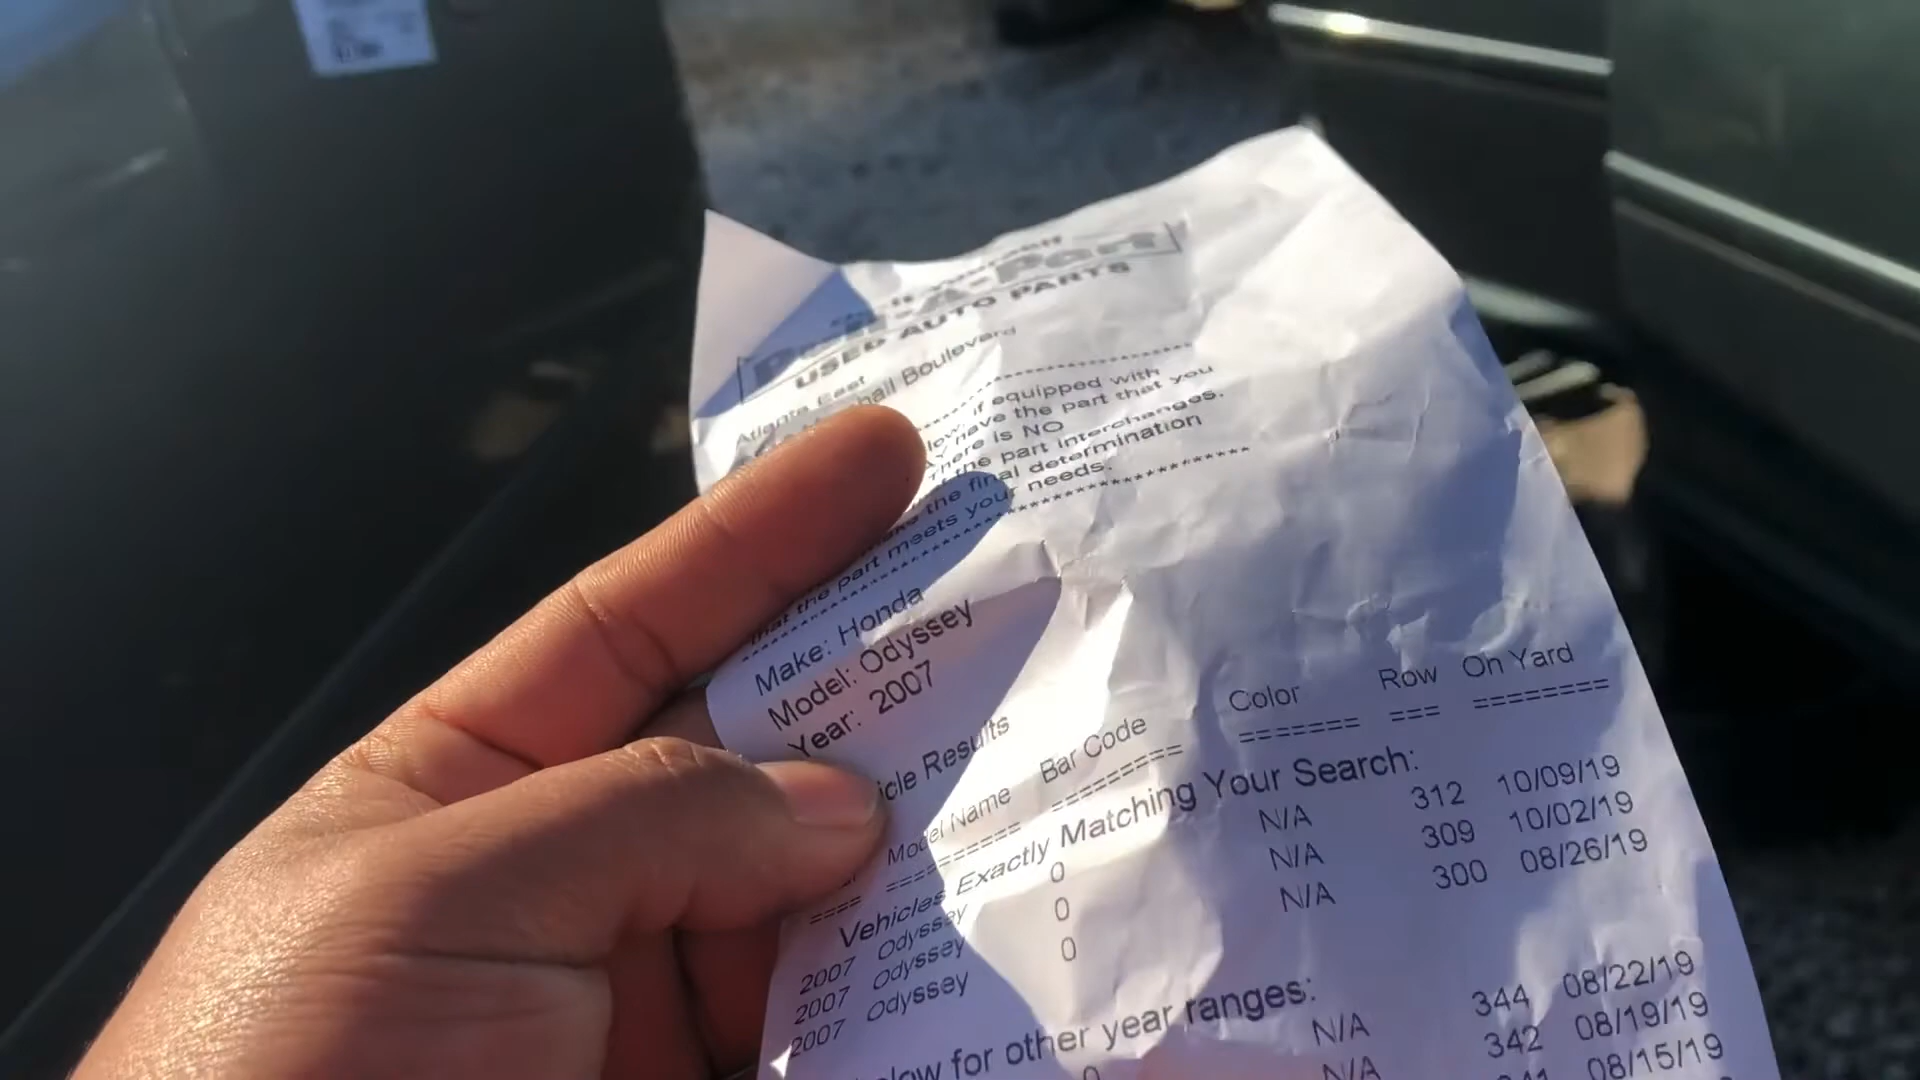 -A-Part
USED AUTO PARTS
Atlanta East
Boulevard
if equipped with
have the part that you
There is NO
the part interchanges.
make the final determination
that the part meets your needs.
Make: Honda
Model: Odyssey
Year: 2007
Results
Model Name Bar Code Color Row On Yard
Vehicles Exactly Matching Your Search:
2007 Odyssey 0 N/A 312 10/09/19
2007 Odyssey 0 N/A 309 10/02/19
2007 Odyssey 0 N/A 300 08/26/19
for other year ranges:
0 N/A 344 08/22/19
N/A 342 08/19/19
08/15/19